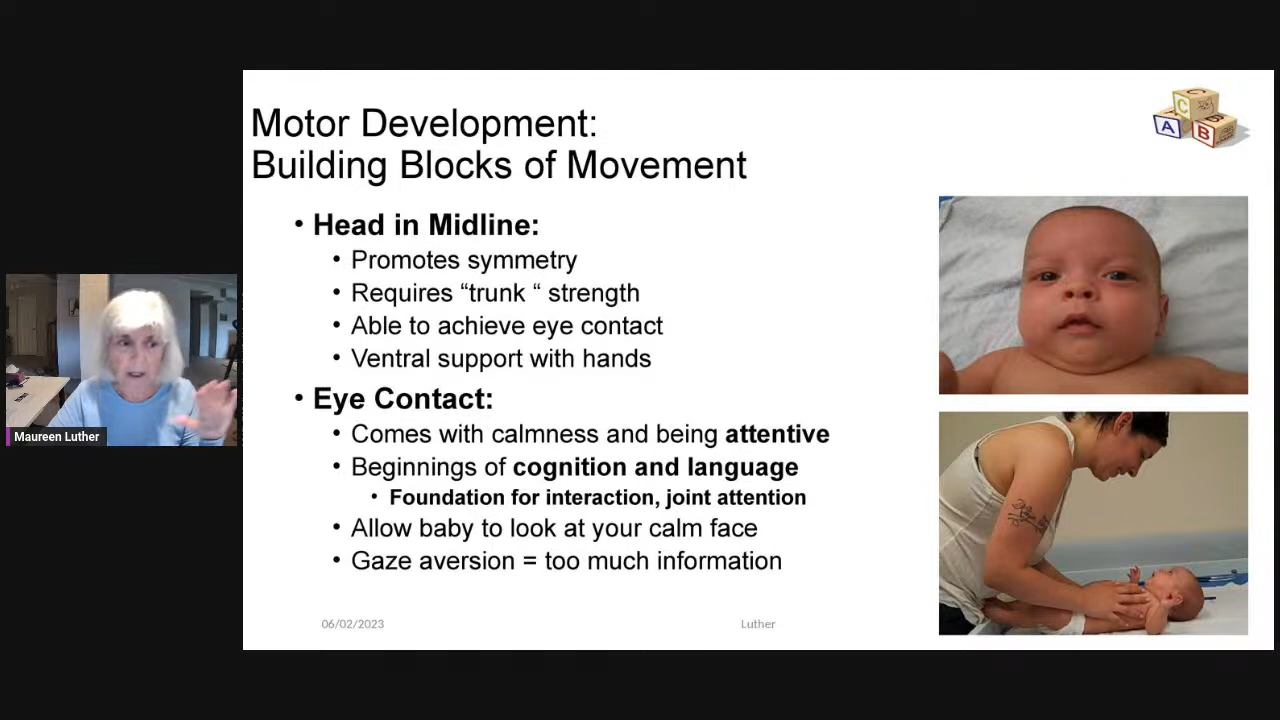 Motor Development:
Building Blocks of Movement
C
A
B
• Head in Midline:
• Promotes symmetry
• Requires “trunk “ strength
• Able to achieve eye contact
• Ventral support with hands
• Eye Contact:
• Comes with calmness and being attentive
• Beginnings of cognition and language
• Foundation for interaction, joint attention
• Allow baby to look at your calm face
• Gaze aversion = too much information
06/02/2023
Luther
Maureen Luther